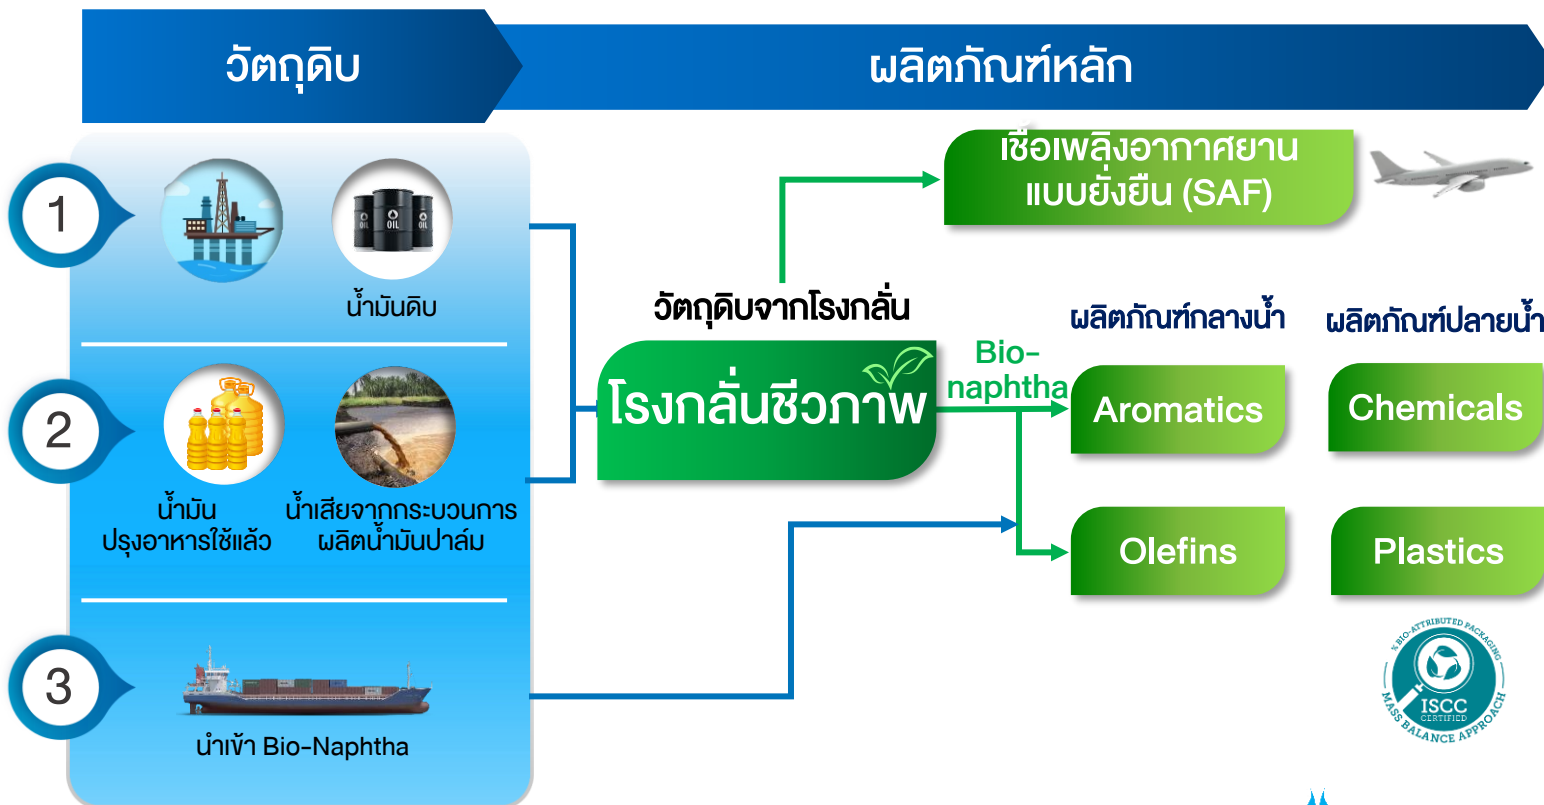 วัตถุดิบ
ผลิตภัณฑ์หลัก
1
OIL
OIL
OIL
น้ำมันดิบ
2
น้ำมัน
ปรุงอาหารใช้แล้ว
น้ำเสียจากกระบวนการ
ผลิตน้ำมันปาล์ม
3
นำเข้า Bio-Naphtha
เชื้อเพลิงอากาศยาน
แบบยั่งยืน (SAF)
วัตถุดิบจากโรงกลั่น
โรงกลั่นชีวภาพ
Bio-
naphtha
ผลิตภัณฑ์กลางน้ำ
Aromatics
Olefins
ผลิตภัณฑ์ปลายน้ำ
Chemicals
Plastics
% BIO-ATTRIBUTED PACKAGING
ISCC
CERTIFIED
MASS BALANCE APPROACH